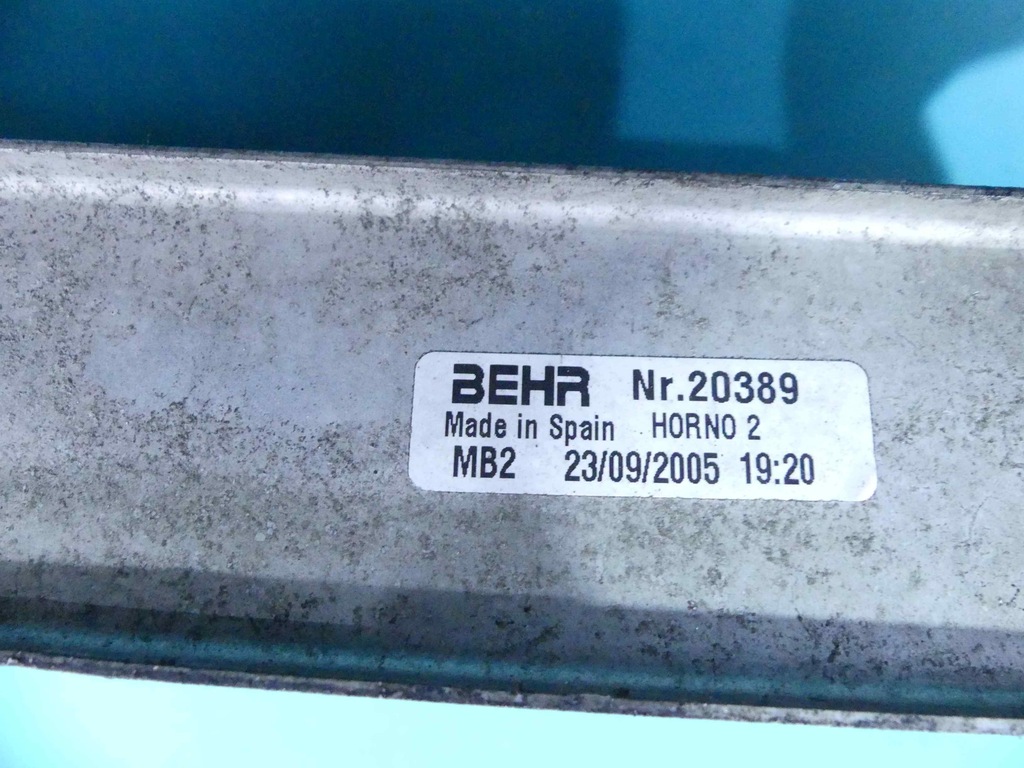 BEHR Nr.20389
Made in Spain HORNO 2
MB2 23/09/2005 19:20